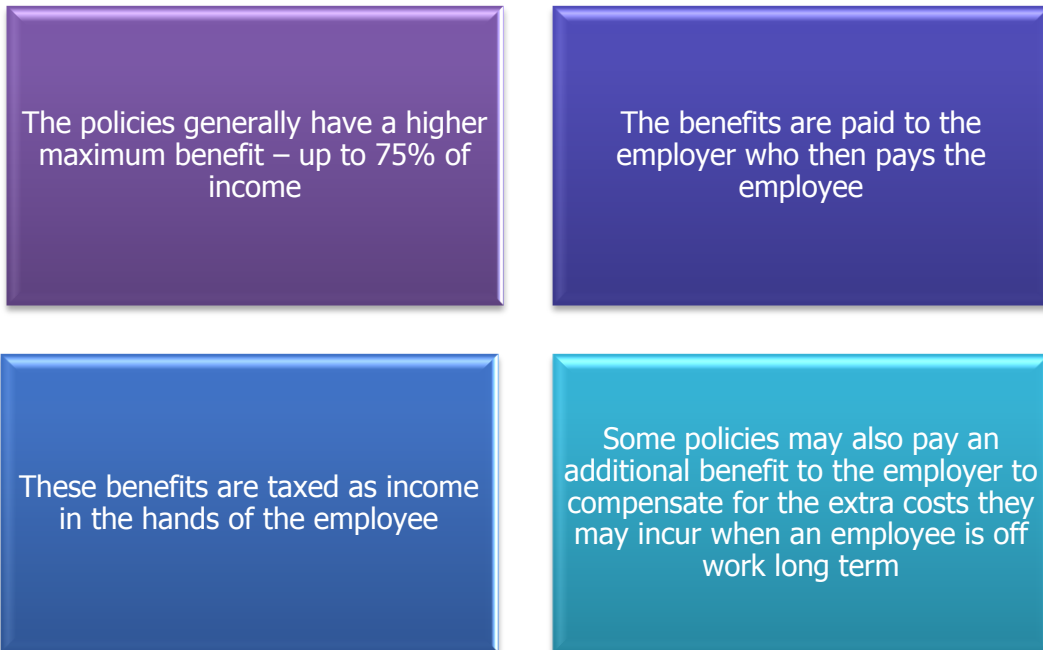 The policies generally have a higher
maximum benefit – up to 75% of
income
The benefits are paid to the
employer who then pays the
employee
These benefits are taxed as income
in the hands of the employee
Some policies may also pay an
additional benefit to the employer to
compensate for the extra costs they
may incur when an employee is off
work long term